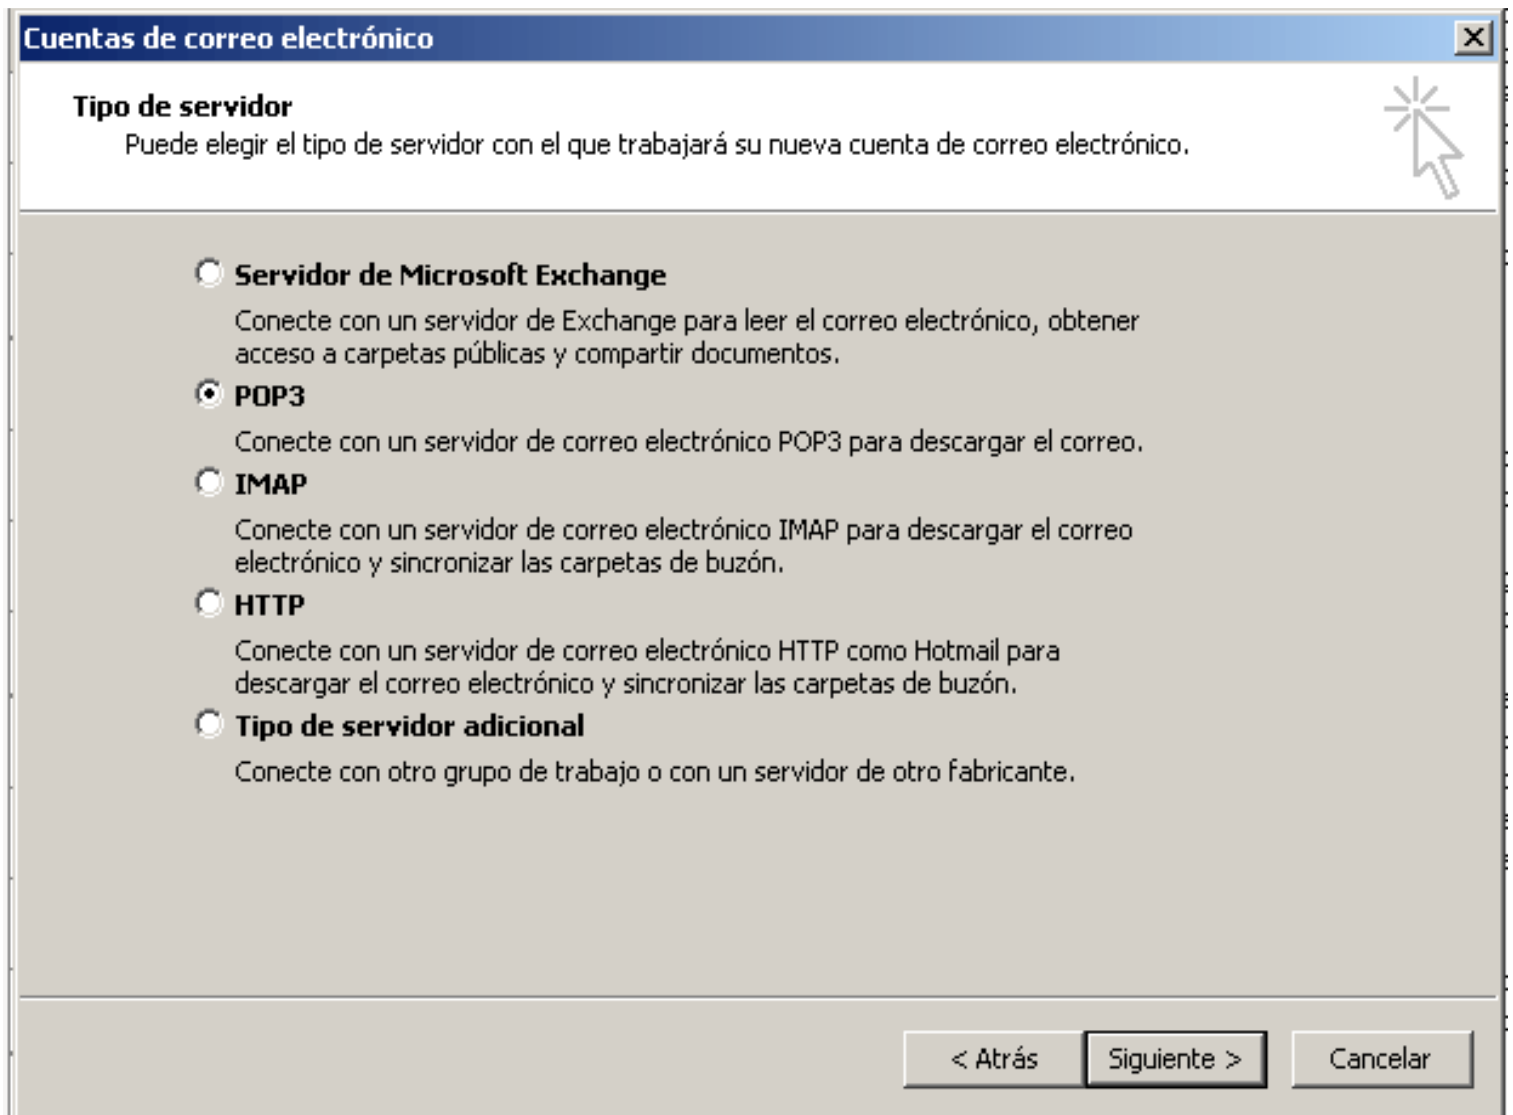 Cuentas de correo electrónico
Tipo de servidor
Puede elegir el tipo de servidor con el que trabajará su nueva cuenta de correo electrónico.
Servidor de Microsoft Exchange
Conecte con un servidor de Exchange para leer el correo electrónico, obtener
acceso a carpetas públicas y compartir documentos.
POP3
Conecte con un servidor de correo electrónico POP3 para descargar el correo.
IMAP
Conecte con un servidor de correo electrónico IMAP para descargar el correo
electrónico y sincronizar las carpetas de buzón.
HTTP
Conecte con un servidor de correo electrónico HTTP como Hotmail para
descargar el correo electrónico y sincronizar las carpetas de buzón.
Tipo de servidor adicional
Conecte con otro grupo de trabajo o con un servidor de otro fabricante.
< Atrás Siguiente > Cancelar